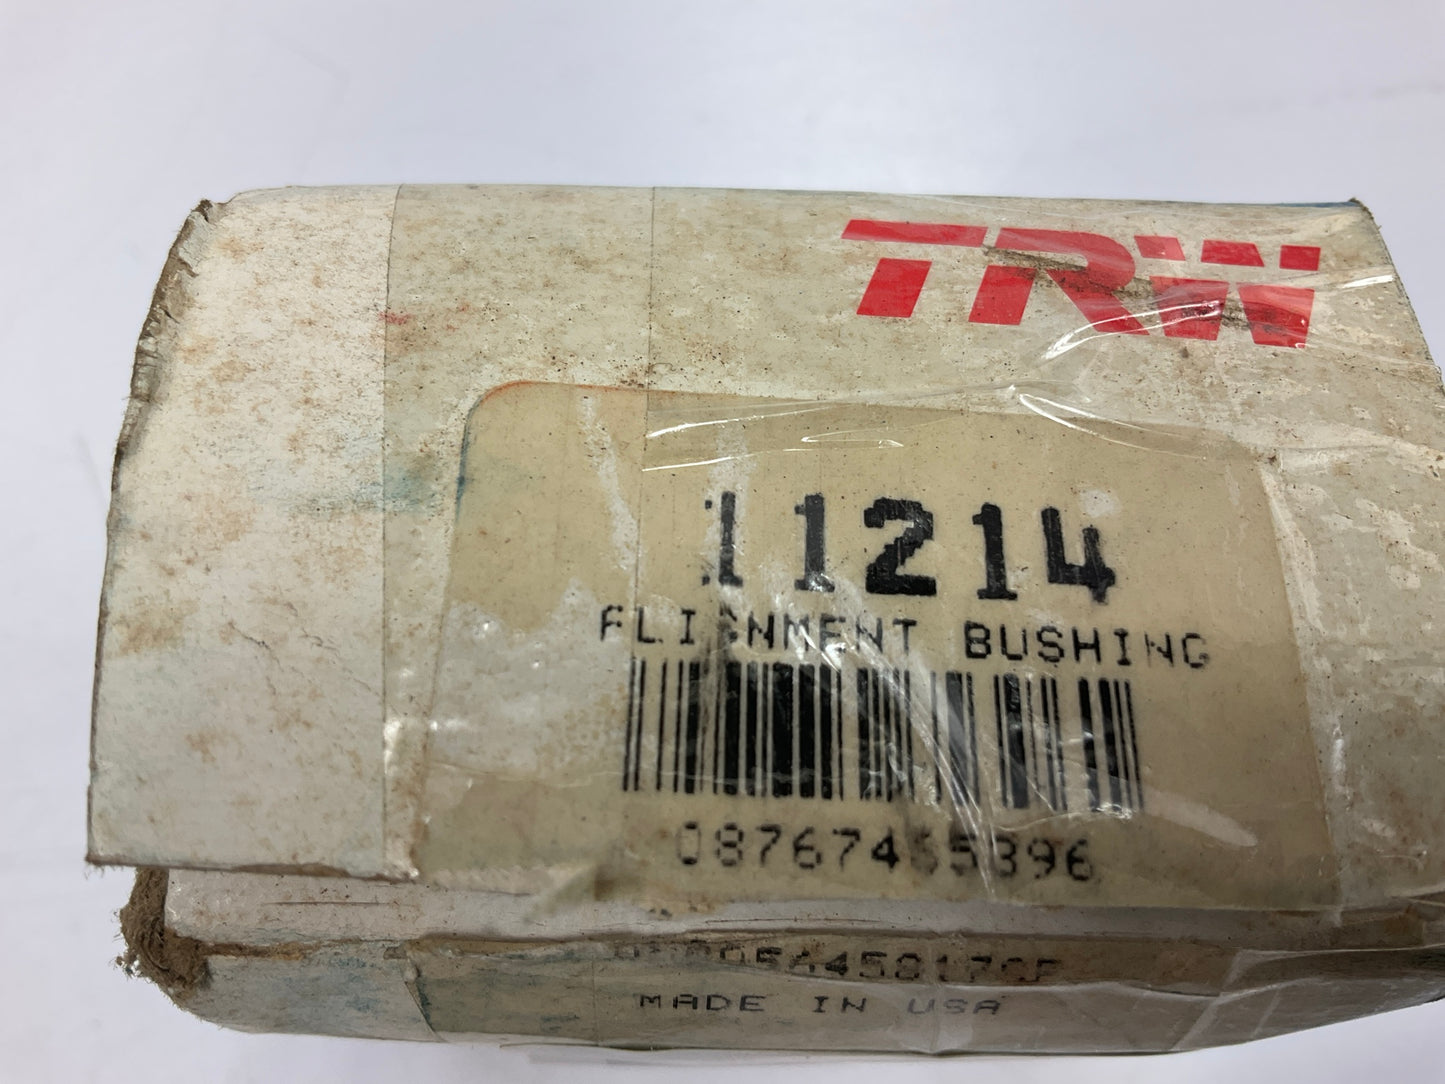 TRW
11214
ALIGNMENT BUSHING
MADE IN USA